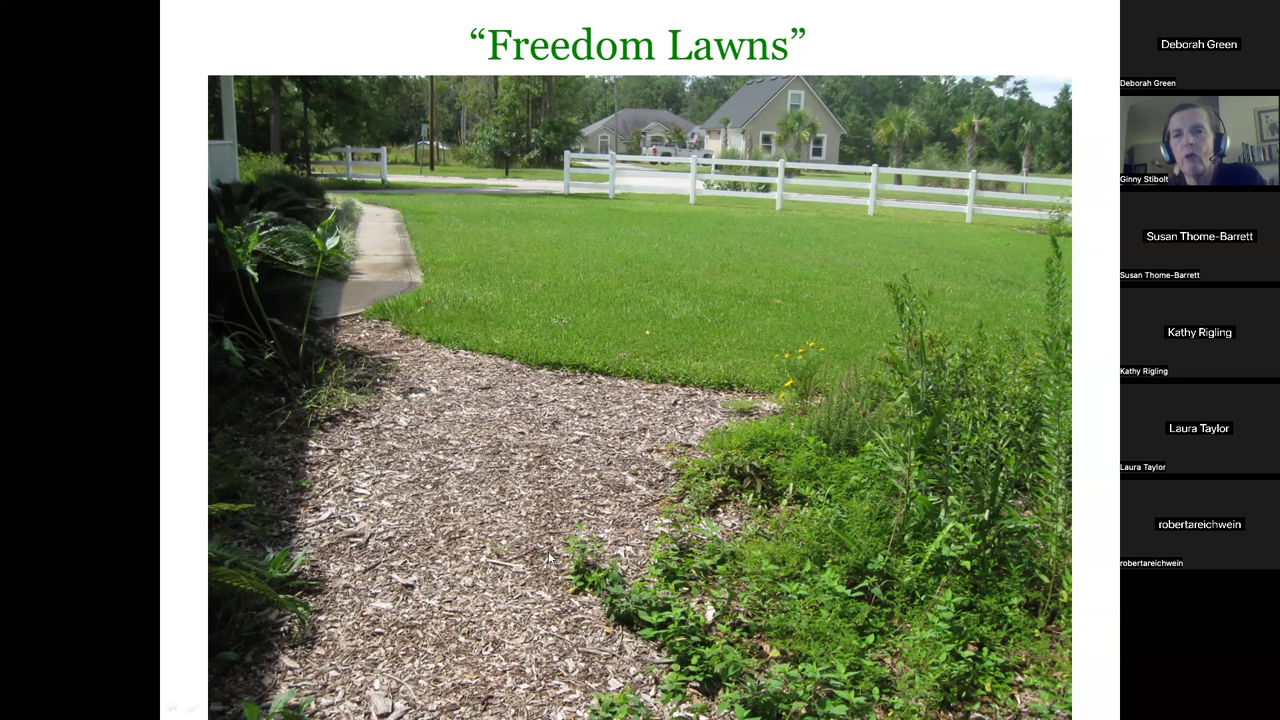 “Freedom Lawns”
Deborah Green
Deborah Green
Ginny Stibolt
Susan Thome-Barrett
Susan Thome-Barrett
Kathy Rigling
Kathy Rigling
Laura Taylor
Laura Taylor
robertareichwein
robertareichwein